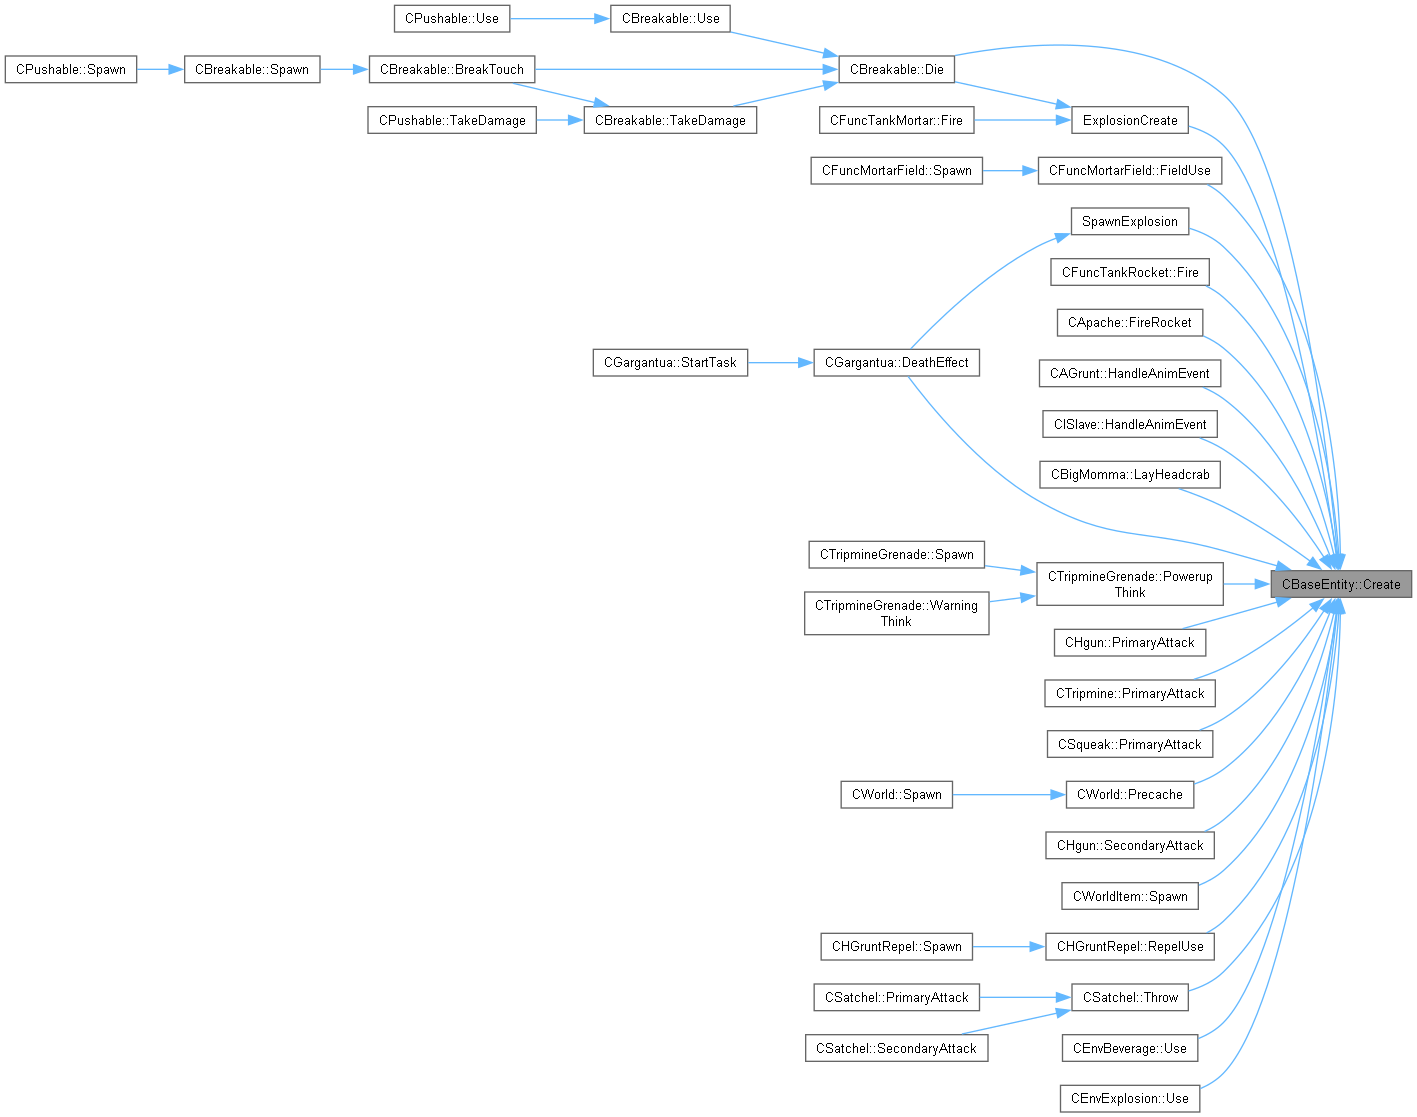 CPushable::Use
CBreakable::Use
CPushable::Spawn
CBreakable::Spawn
CBreakable::BreakTouch
CBreakable::Die
CPushable::TakeDamage
CBreakable::TakeDamage
CFuncTankMortar::Fire
ExplosionCreate
CFuncMortarField::Spawn
CFuncMortarField::FieldUse
SpawnExplosion
CFuncTankRocket::Fire
CApache::FireRocket
CGargantua::StartTask
CGargantua::DeathEffect
CAGrunt::HandleAnimEvent
CISlave::HandleAnimEvent
CBigMomma::LayHeadcrab
CTripmineGrenade::Spawn
CTripmineGrenade::Powerup
Think
CBaseEntity::Create
CTripmineGrenade::Warning
Think
CHgun::PrimaryAttack
CTripmine::PrimaryAttack
CSqueak::PrimaryAttack
CWorld::Spawn
CWorld::Precache
CHgun::SecondaryAttack
CWorldItem::Spawn
CHGruntRepel::Spawn
CHGruntRepel::RepelUse
CSatchel::PrimaryAttack
CSatchel::Throw
CSatchel::SecondaryAttack
CEnvBeverage::Use
CEnvExplosion::Use